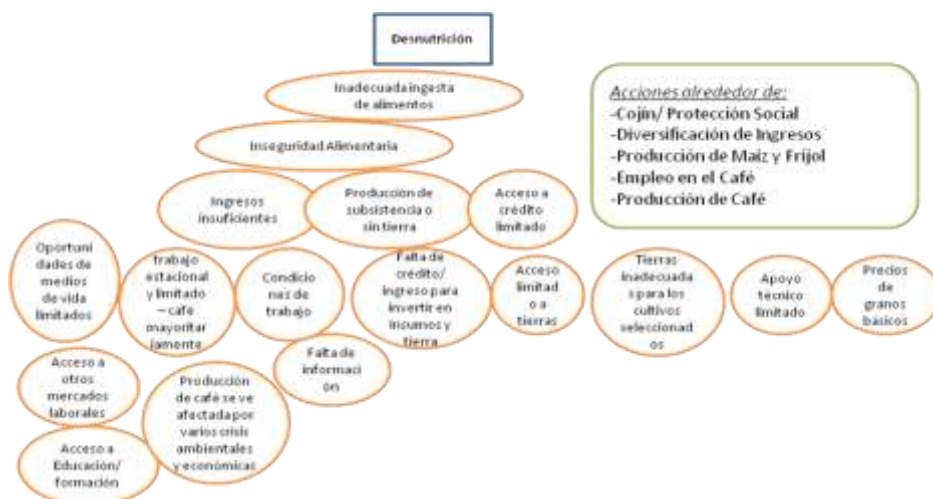 Desnutrición
Inadecuada ingesta
de alimentos
Inseguridad Alimentaria
Ingresos
insuficientes
Producción de
subsistencia o
sin tierra
Acceso a
crédito
limitado
Acciones alrededor de:
-Cojín/ Protección Social
-Diversificación de Ingresos
-Producción de Maíz y Frijol
-Empleo en el Café
-Producción de Café
Oportuni
dades de
medios
de vida
limitados
trabajo
estacional
y limitado
– café
mayoritar
iamente
Condicio
nes de
trabajo
Falta de
crédito/
ingreso para
invertir en
insumos y
tierra
Acceso
limitad
o a
tierras
Tierras
inadecuada
s para los
cultivos
seleccionad
os
Apoyo
técnico
limitado
Precios
de
granos
básicos
Falta de
informaci
ón
Acceso a
otros
mercados
laborales
Producción
de café se ve
afectada por
varios crisis
ambientales
y económicas
Acceso a
Educación/
formación